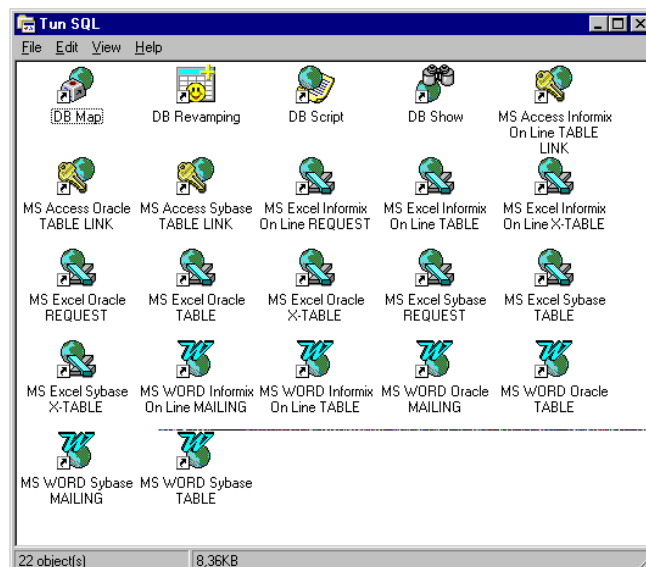 Tun SQL
File Edit View Help
DB Map DB Revamping DB Script DB Show MS Access Informix
On Line TABLE
LINK
MS Access Oracle MS Access Sybase MS Excel Informix MS Excel Informix MS Excel Informix
TABLE LINK TABLE LINK On Line REQUEST On Line TABLE On Line X-TABLE
MS Excel Oracle MS Excel Oracle MS Excel Oracle MS Excel Sybase MS Excel Sybase
REQUEST TABLE X-TABLE REQUEST TABLE
MS Excel Sybase MS WORD Informix MS WORD Informix MS WORD Oracle MS WORD Oracle
X-TABLE On Line MAILING On Line TABLE MAILING TABLE
MS WORD Sybase MS WORD Sybase
MAILING TABLE
22 object(s) 8,36KB